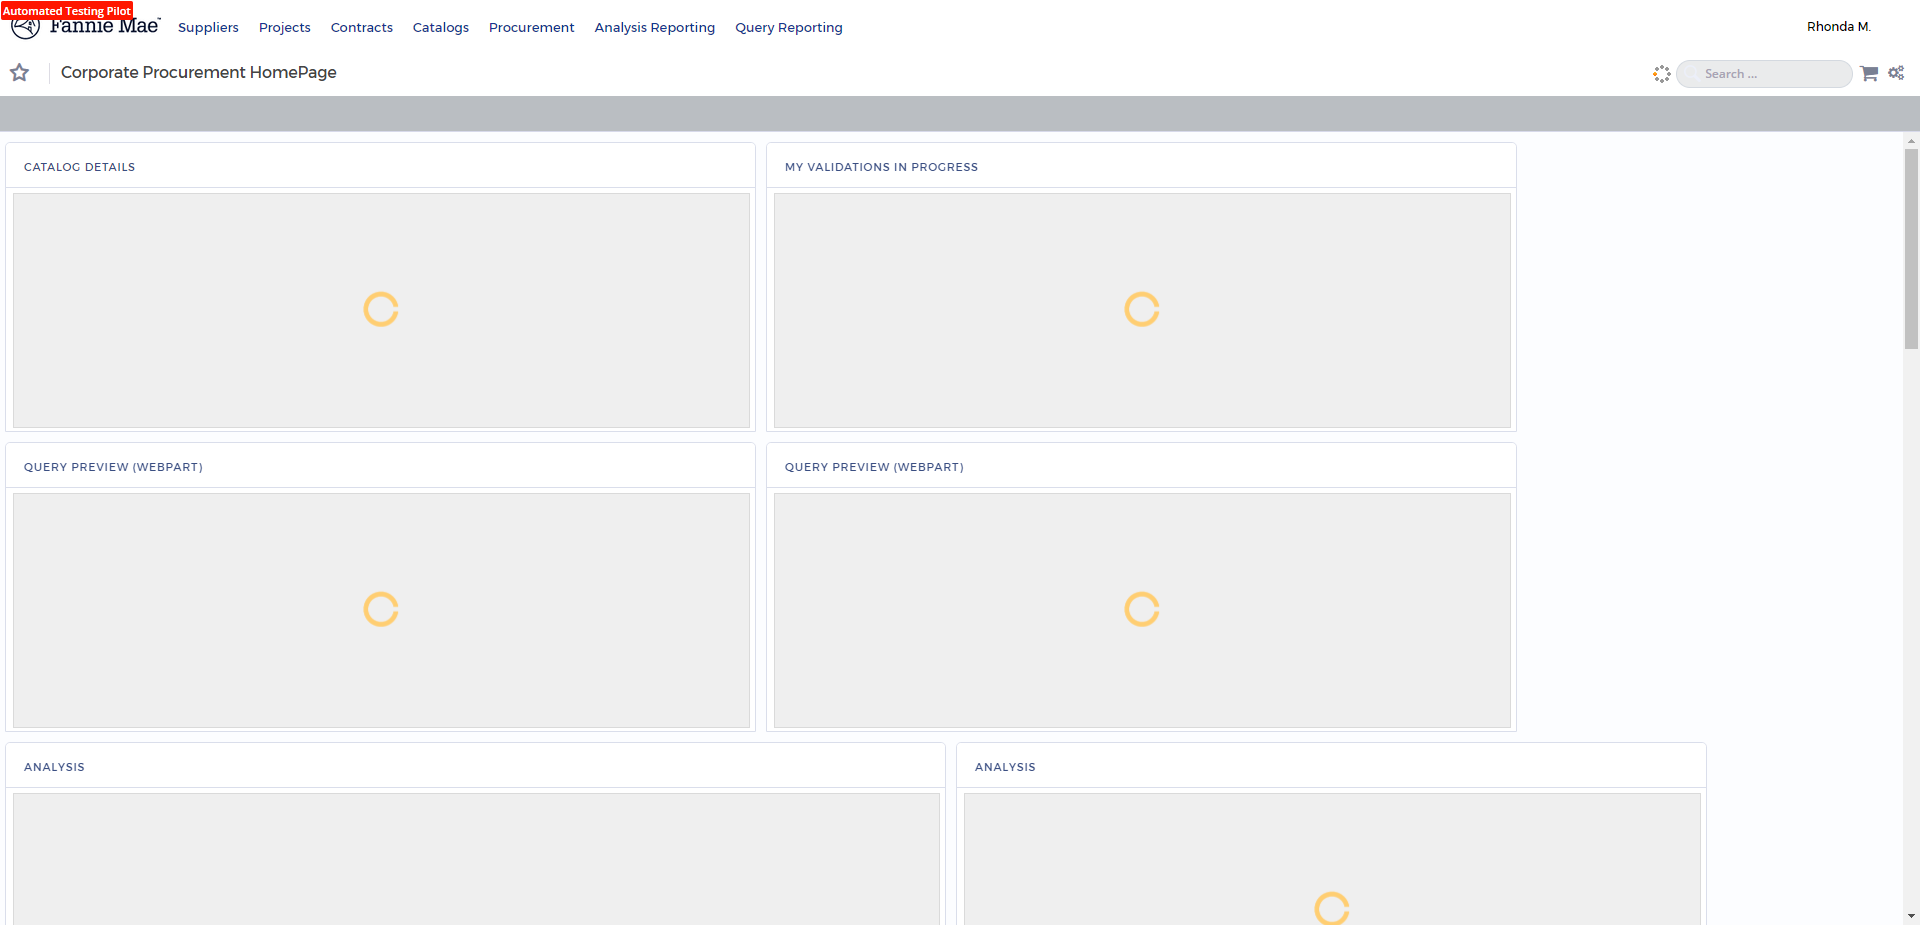 Automated Testing Pilot
Fannie Mae™
Suppliers
Projects
Contracts
Catalogs
Procurement
Analysis Reporting
Query Reporting
Rhonda M.
Corporate Procurement HomePage
Search ...
CATALOG DETAILS
MY VALIDATIONS IN PROGRESS
QUERY PREVIEW (WEBPART)
QUERY PREVIEW (WEBPART)
ANALYSIS
ANALYSIS